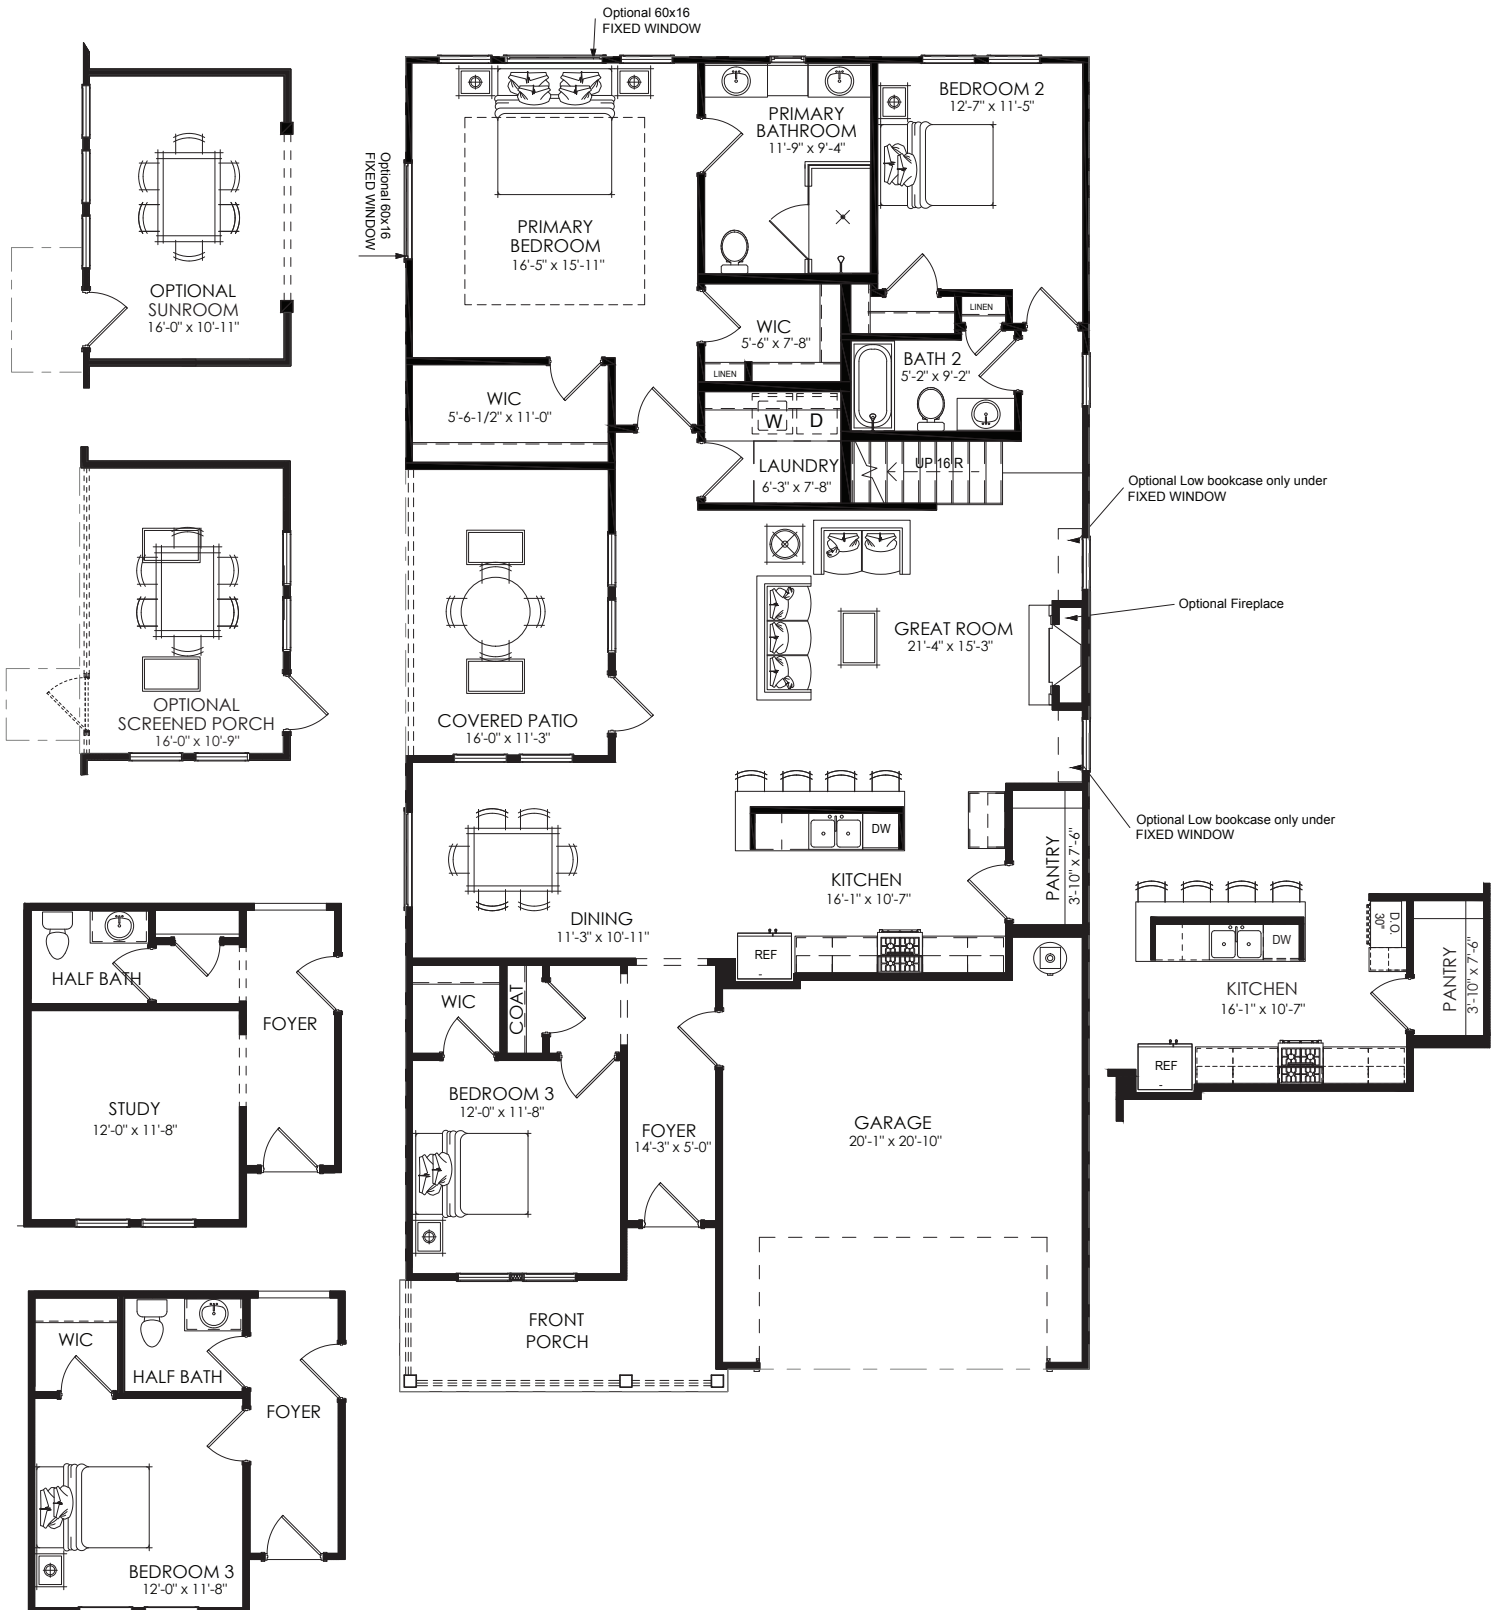 Optional 60x16
FIXED WINDOW
Optional 60x16
FIXED WINDOW
OPTIONAL
SUNROOM
16'-0" x 10'-11"
PRIMARY
BEDROOM
16'-5" x 15'-11"
PRIMARY
BATHROOM
11'-9" x 9'-4"
BEDROOM 2
12'-7" x 11'-5"
WIC
5'-6" x 7'-8"
LINEN
LINEN
BATH 2
5'-2" x 9'-2"
WIC
5'-6-1/2" x 11'-0"
W
D
LAUNDRY
6'-3" x 7'-8"
UP 16 R
Optional Low bookcase only under
FIXED WINDOW
Optional Fireplace
GREAT ROOM
21'-4" x 15'-3"
OPTIONAL
SCREENED PORCH
16'-0" x 10'-9"
COVERED PATIO
16'-0" x 11'-3"
Optional Low bookcase only under
FIXED WINDOW
DW
KITCHEN
16'-1" x 10'-7"
PANTRY
3'-10" x 7'-6"
DINING
11'-3" x 10'-11"
REF
WIC
COAT
BEDROOM 3
12'-0" x 11'-8"
FOYER
14'-3" x 5'-0"
GARAGE
20'-1" x 20'-10"
FRONT
PORCH
D.O.
30"
DW
KITCHEN
16'-1" x 10'-7"
PANTRY
3'-10" x 7'-6"
REF
HALF BATH
FOYER
STUDY
12'-0" x 11'-8"
WIC
HALF BATH
FOYER
BEDROOM 3
12'-0" x 11'-8"